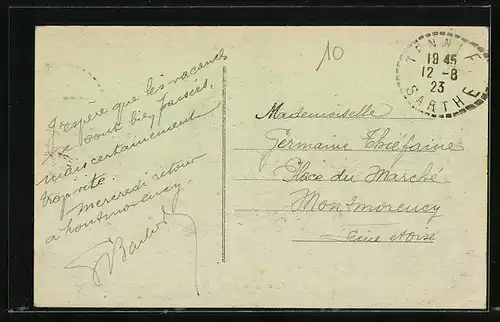 J'espère que les vacances
se sont bien passées,
mais certainement
trop vite.
Mercredi retour
a Montmorency
10
TENNIE
19 45
12 - 8
23
SARTHE
Mademoiselle
Germaine Thiefaine
Place du Marché
Montmorency
Seine et Oise